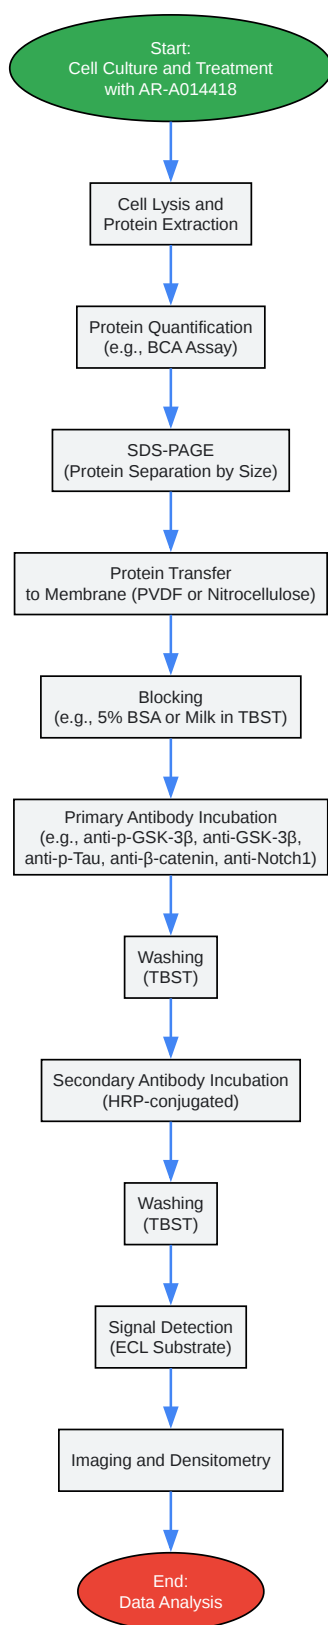 Start:
Cell Culture and Treatment
with AR-A014418
Cell Lysis and
Protein Extraction
Protein Quantification
(e.g., BCA Assay)
SDS-PAGE
(Protein Separation by Size)
Protein Transfer
to Membrane (PVDF or Nitrocellulose)
Blocking
(e.g., 5% BSA or Milk in TBST)
Primary Antibody Incubation
(e.g., anti-p-GSK-3β, anti-GSK-3β,
anti-p-Tau, anti-β-catenin, anti-Notch1)
Washing
(TBST)
Secondary Antibody Incubation
(HRP-conjugated)
Washing
(TBST)
Signal Detection
(ECL Substrate)
Imaging and Densitometry
End:
Data Analysis